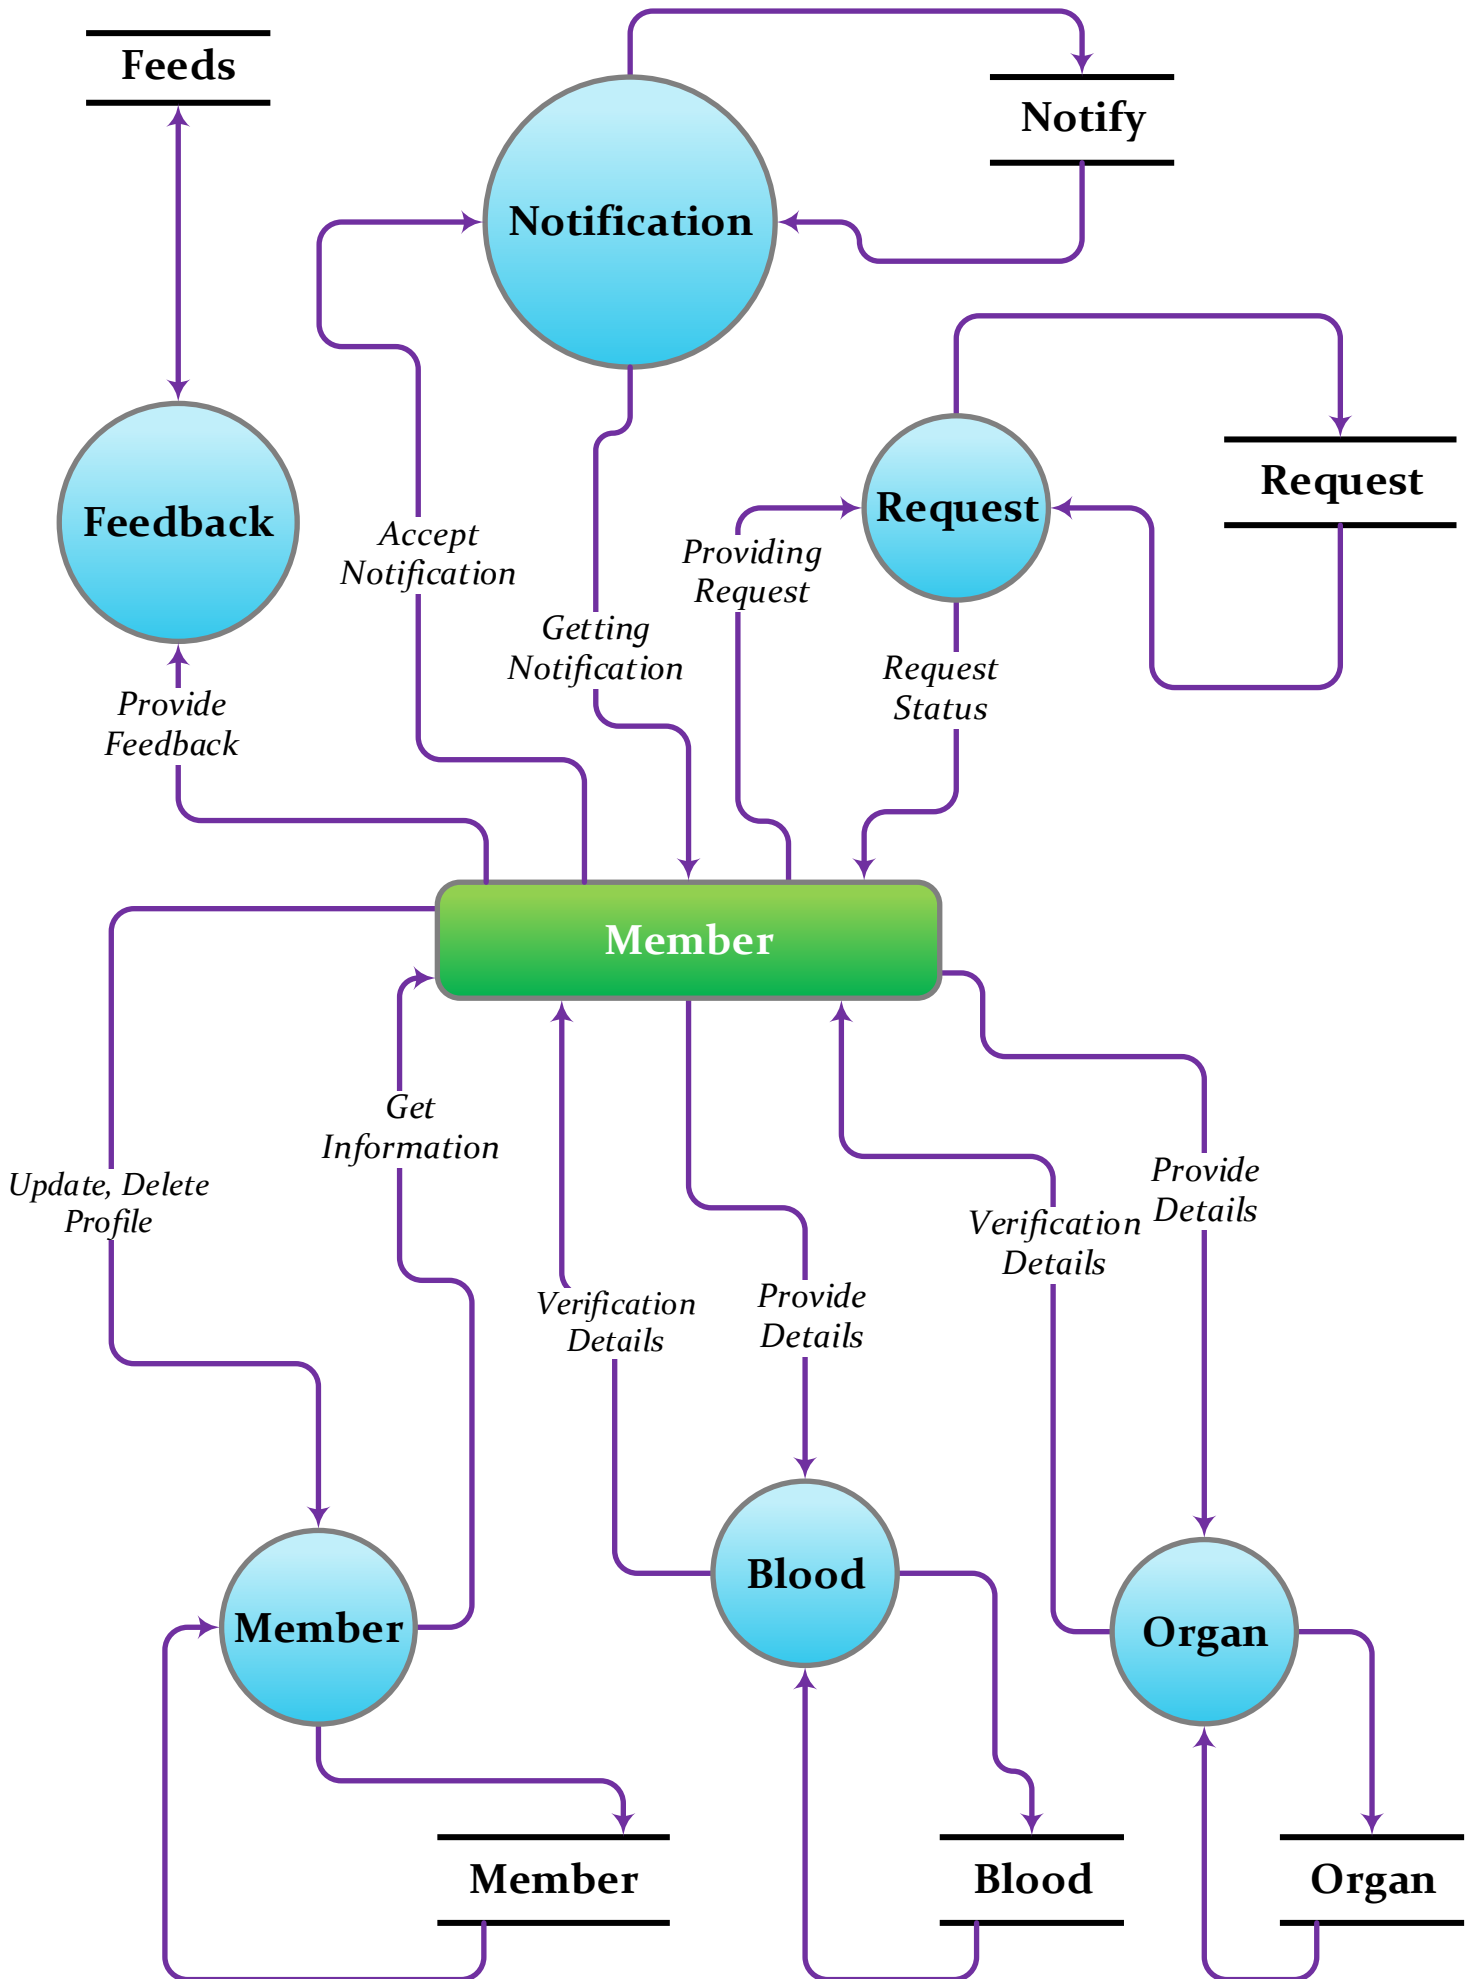 Feeds
Notify
Notification
Request
Request
Feedback
Accept
Notification
Providing
Request
Getting
Notification
Request
Status
Provide
Feedback
Member
Get
Information
Update, Delete
Profile
Provide
Details
Verification
Details
Verification
Details
Provide
Details
Blood
Member
Organ
Member
Blood
Organ